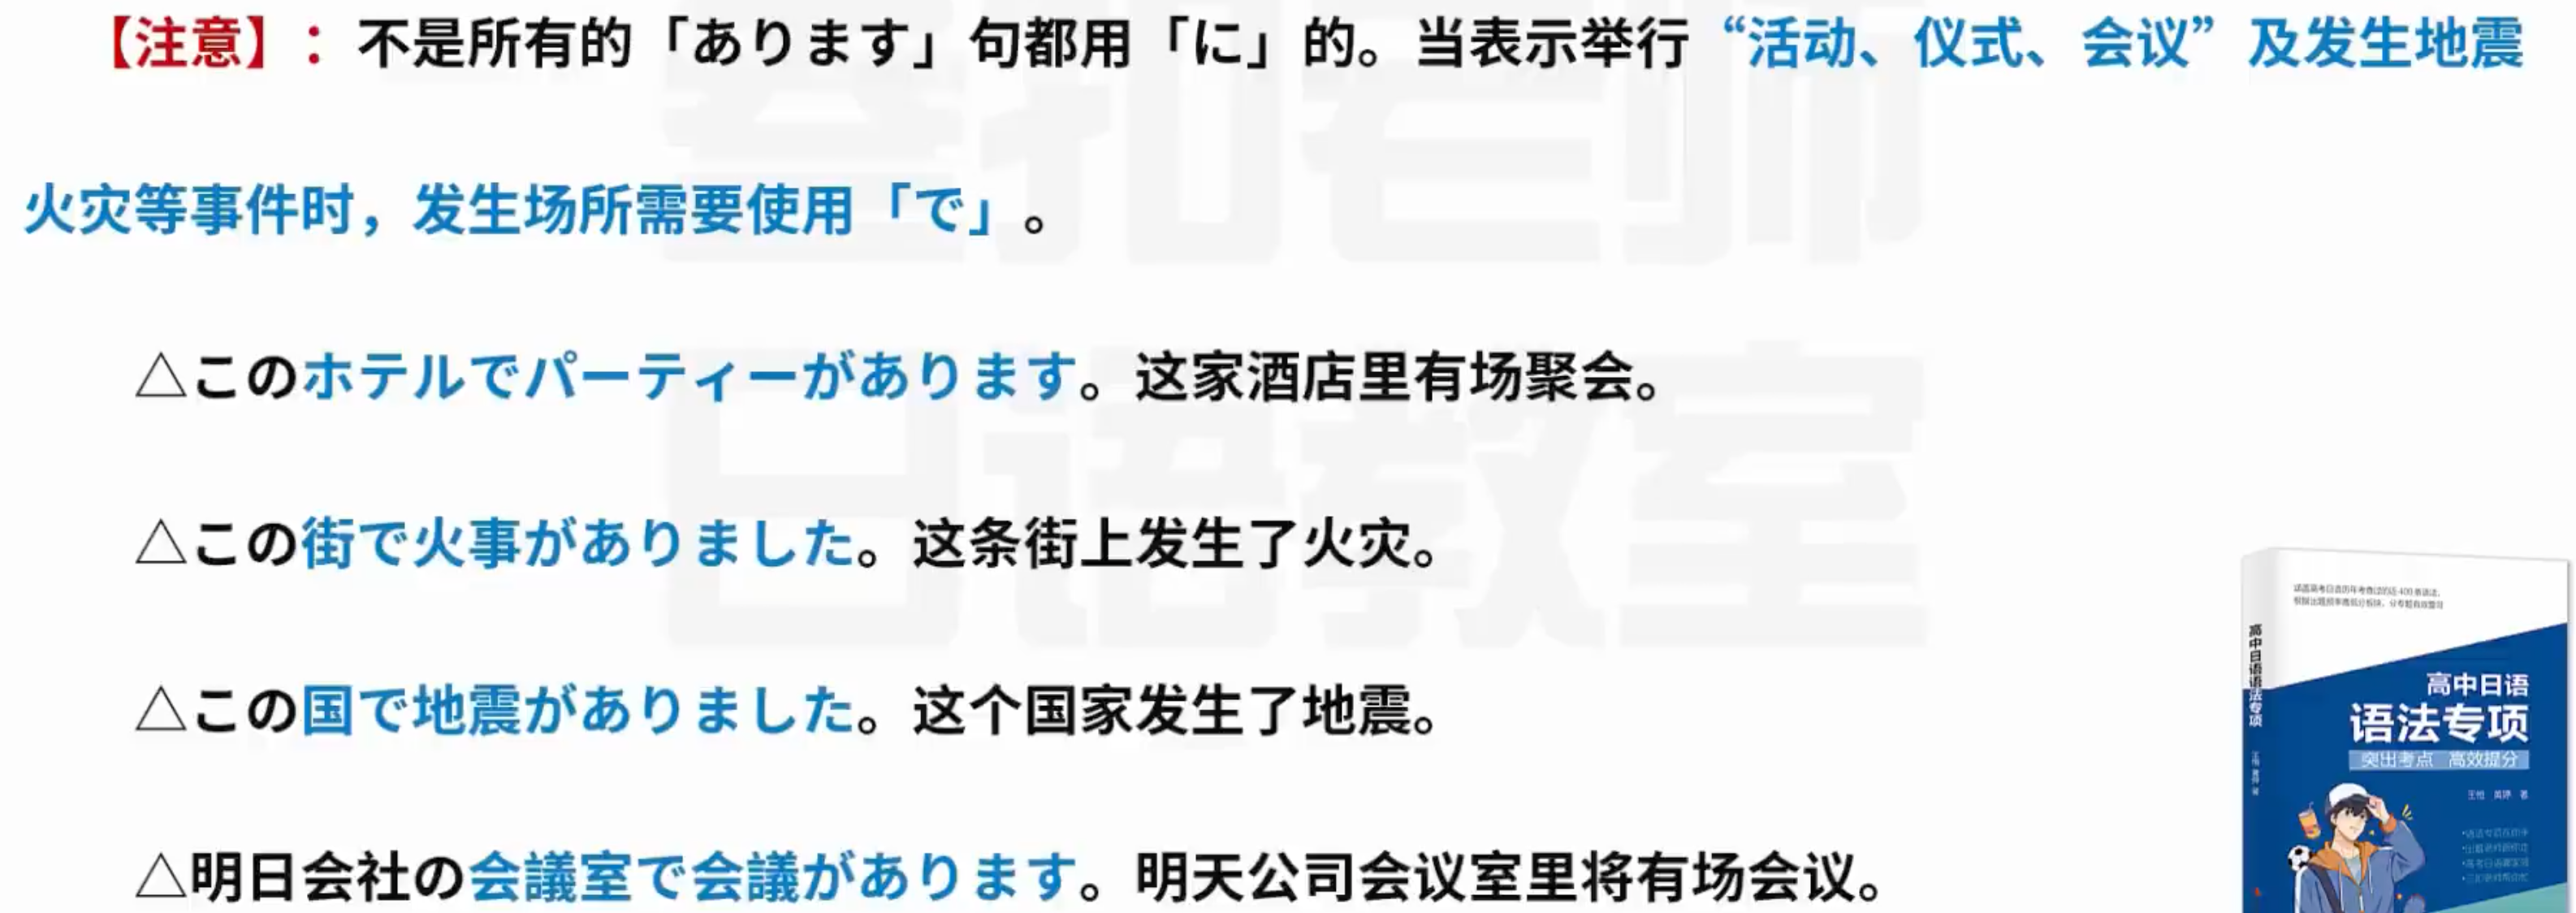 【注意】：不是所有的「あります」句都用「に」的。当表示举行“活动、仪式、会议”及发生地震
火灾等事件时，发生场所需要使用「で」。
△このホテルでパーティーがあります。这家酒店里有场聚会。
△この街で火事がありました。这条街上发生了火灾。
△この国で地震がありました。这个国家发生了地震。
△明日会社の会議室で会議があります。明天公司会议室里将有场会议。
叁扣老师
日语教室
高中日语语法专项
高中日语
语法专项
突出考点 高效提分